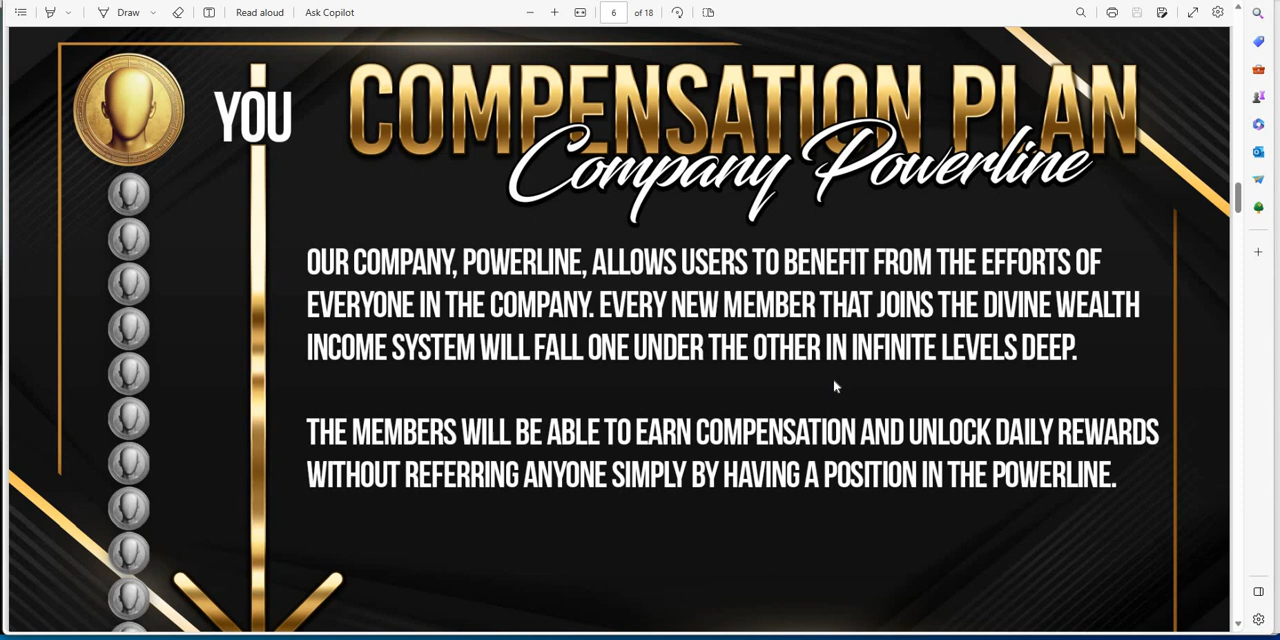 Draw
Read aloud
Ask Copilot
6
of 18
YOU
COMPENSATION PLAN
Company Powerline
OUR COMPANY, POWERLINE, ALLOWS USERS TO BENEFIT FROM THE EFFORTS OF
EVERYONE IN THE COMPANY. EVERY NEW MEMBER THAT JOINS THE DIVINE WEALTH
INCOME SYSTEM WILL FALL ONE UNDER THE OTHER IN INFINITE LEVELS DEEP.
THE MEMBERS WILL BE ABLE TO EARN COMPENSATION AND UNLOCK DAILY REWARDS
WITHOUT REFERRING ANYONE SIMPLY BY HAVING A POSITION IN THE POWERLINE.